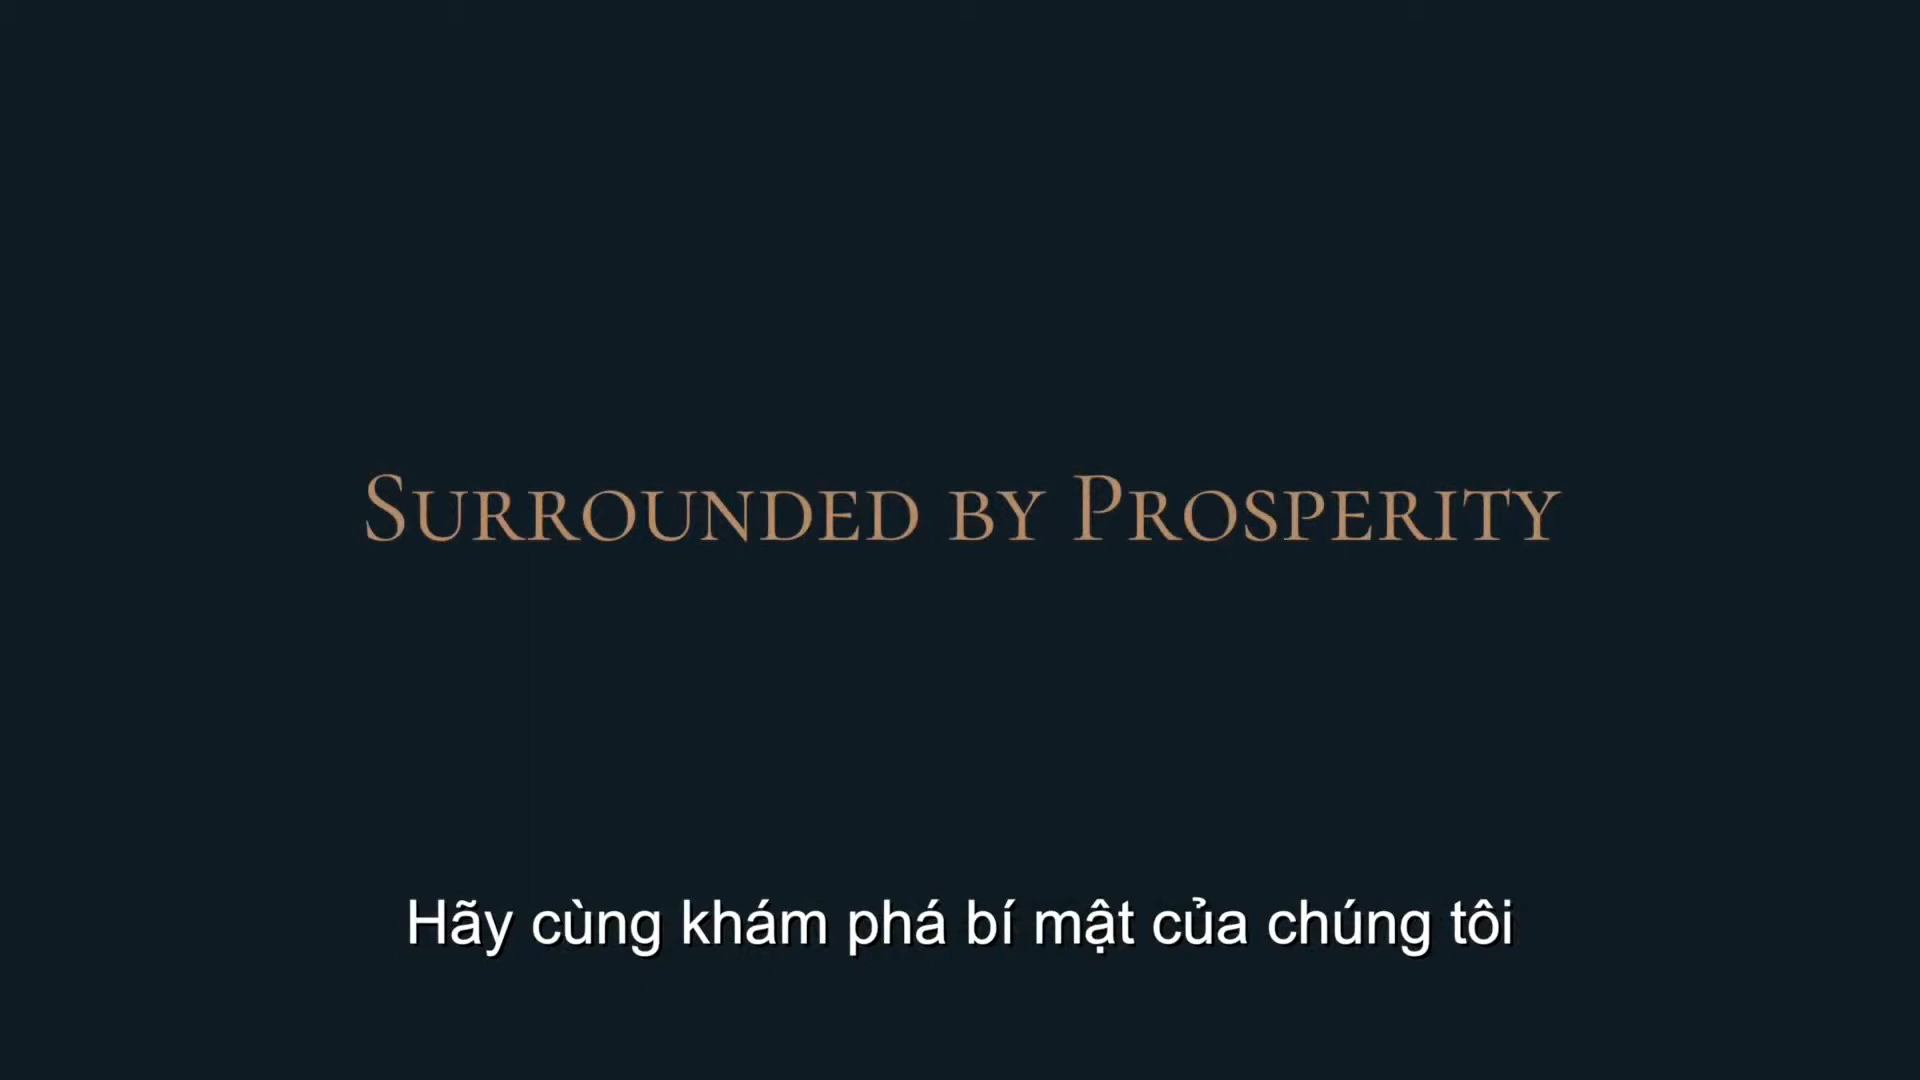 Surrounded by Prosperity
Hãy cùng khám phá bí mật của chúng tôi